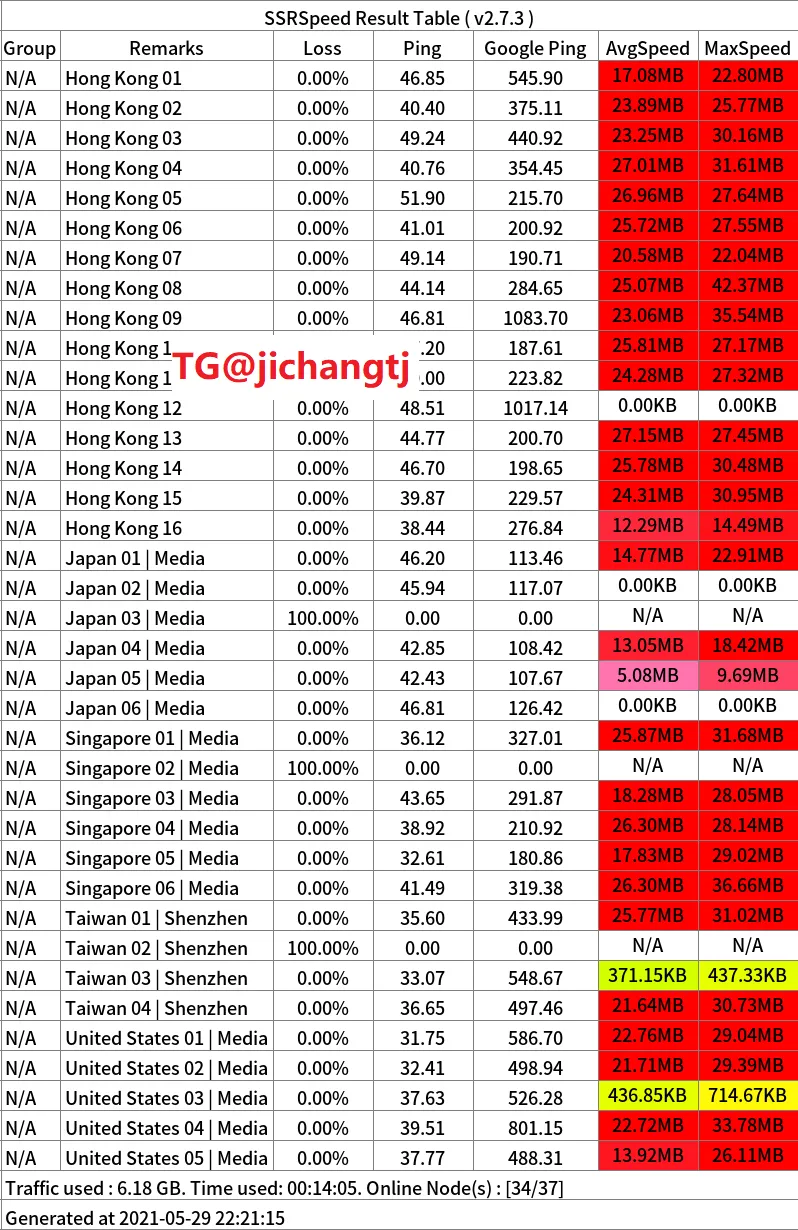 SSRSpeed Result Table ( v2.7.3 )
Group Remarks Loss Ping Google Ping AvgSpeed MaxSpeed
N/A Hong Kong 01 0.00% 46.85 545.90 17.08MB 22.80MB
N/A Hong Kong 02 0.00% 40.40 375.11 23.89MB 25.77MB
N/A Hong Kong 03 0.00% 49.24 440.92 23.25MB 30.16MB
N/A Hong Kong 04 0.00% 40.76 354.45 27.01MB 31.61MB
N/A Hong Kong 05 0.00% 51.90 215.70 26.96MB 27.64MB
N/A Hong Kong 06 0.00% 41.01 200.92 25.72MB 27.55MB
N/A Hong Kong 07 0.00% 49.14 190.71 20.58MB 22.04MB
N/A Hong Kong 08 0.00% 44.14 284.65 25.07MB 42.37MB
N/A Hong Kong 09 0.00% 46.81 1083.70 23.06MB 35.54MB
N/A Hong Kong 1 .20 187.61 25.81MB 27.17MB
TG@jichangtj
N/A Hong Kong 1 .00 223.82 24.28MB 27.32MB
N/A Hong Kong 12 0.00% 48.51 1017.14 0.00KB 0.00KB
N/A Hong Kong 13 0.00% 44.77 200.70 27.15MB 27.45MB
N/A Hong Kong 14 0.00% 46.70 198.65 25.78MB 30.48MB
N/A Hong Kong 15 0.00% 39.87 229.57 24.31MB 30.95MB
N/A Hong Kong 16 0.00% 38.44 276.84 12.29MB 14.49MB
N/A Japan 01 | Media 0.00% 46.20 113.46 14.77MB 22.91MB
N/A Japan 02 | Media 0.00% 45.94 117.07 0.00KB 0.00KB
N/A Japan 03 | Media 100.00% 0.00 0.00 N/A N/A
N/A Japan 04 | Media 0.00% 42.85 108.42 13.05MB 18.42MB
N/A Japan 05 | Media 0.00% 42.43 107.67 5.08MB 9.69MB
N/A Japan 06 | Media 0.00% 46.81 126.42 0.00KB 0.00KB
N/A Singapore 01 | Media 0.00% 36.12 327.01 25.87MB 31.68MB
N/A Singapore 02 | Media 100.00% 0.00 0.00 N/A N/A
N/A Singapore 03 | Media 0.00% 43.65 291.87 18.28MB 28.05MB
N/A Singapore 04 | Media 0.00% 38.92 210.92 26.30MB 28.14MB
N/A Singapore 05 | Media 0.00% 32.61 180.86 17.83MB 29.02MB
N/A Singapore 06 | Media 0.00% 41.49 319.38 26.30MB 36.66MB
N/A Taiwan 01 | Shenzhen 0.00% 35.60 433.99 25.77MB 31.02MB
N/A Taiwan 02 | Shenzhen 100.00% 0.00 0.00 N/A N/A
N/A Taiwan 03 | Shenzhen 0.00% 33.07 548.67 371.15KB 437.33KB
N/A Taiwan 04 | Shenzhen 0.00% 36.65 497.46 21.64MB 30.73MB
N/A United States 01 | Media 0.00% 31.75 586.70 22.76MB 29.04MB
N/A United States 02 | Media 0.00% 32.41 498.94 21.71MB 29.39MB
N/A United States 03 | Media 0.00% 37.63 526.28 436.85KB 714.67KB
N/A United States 04 | Media 0.00% 39.51 801.15 22.72MB 33.78MB
N/A United States 05 | Media 0.00% 37.77 488.31 13.92MB 26.11MB
Traffic used : 6.18 GB. Time used: 00:14:05. Online Node(s) : [34/37]
Generated at 2021-05-29 22:21:15